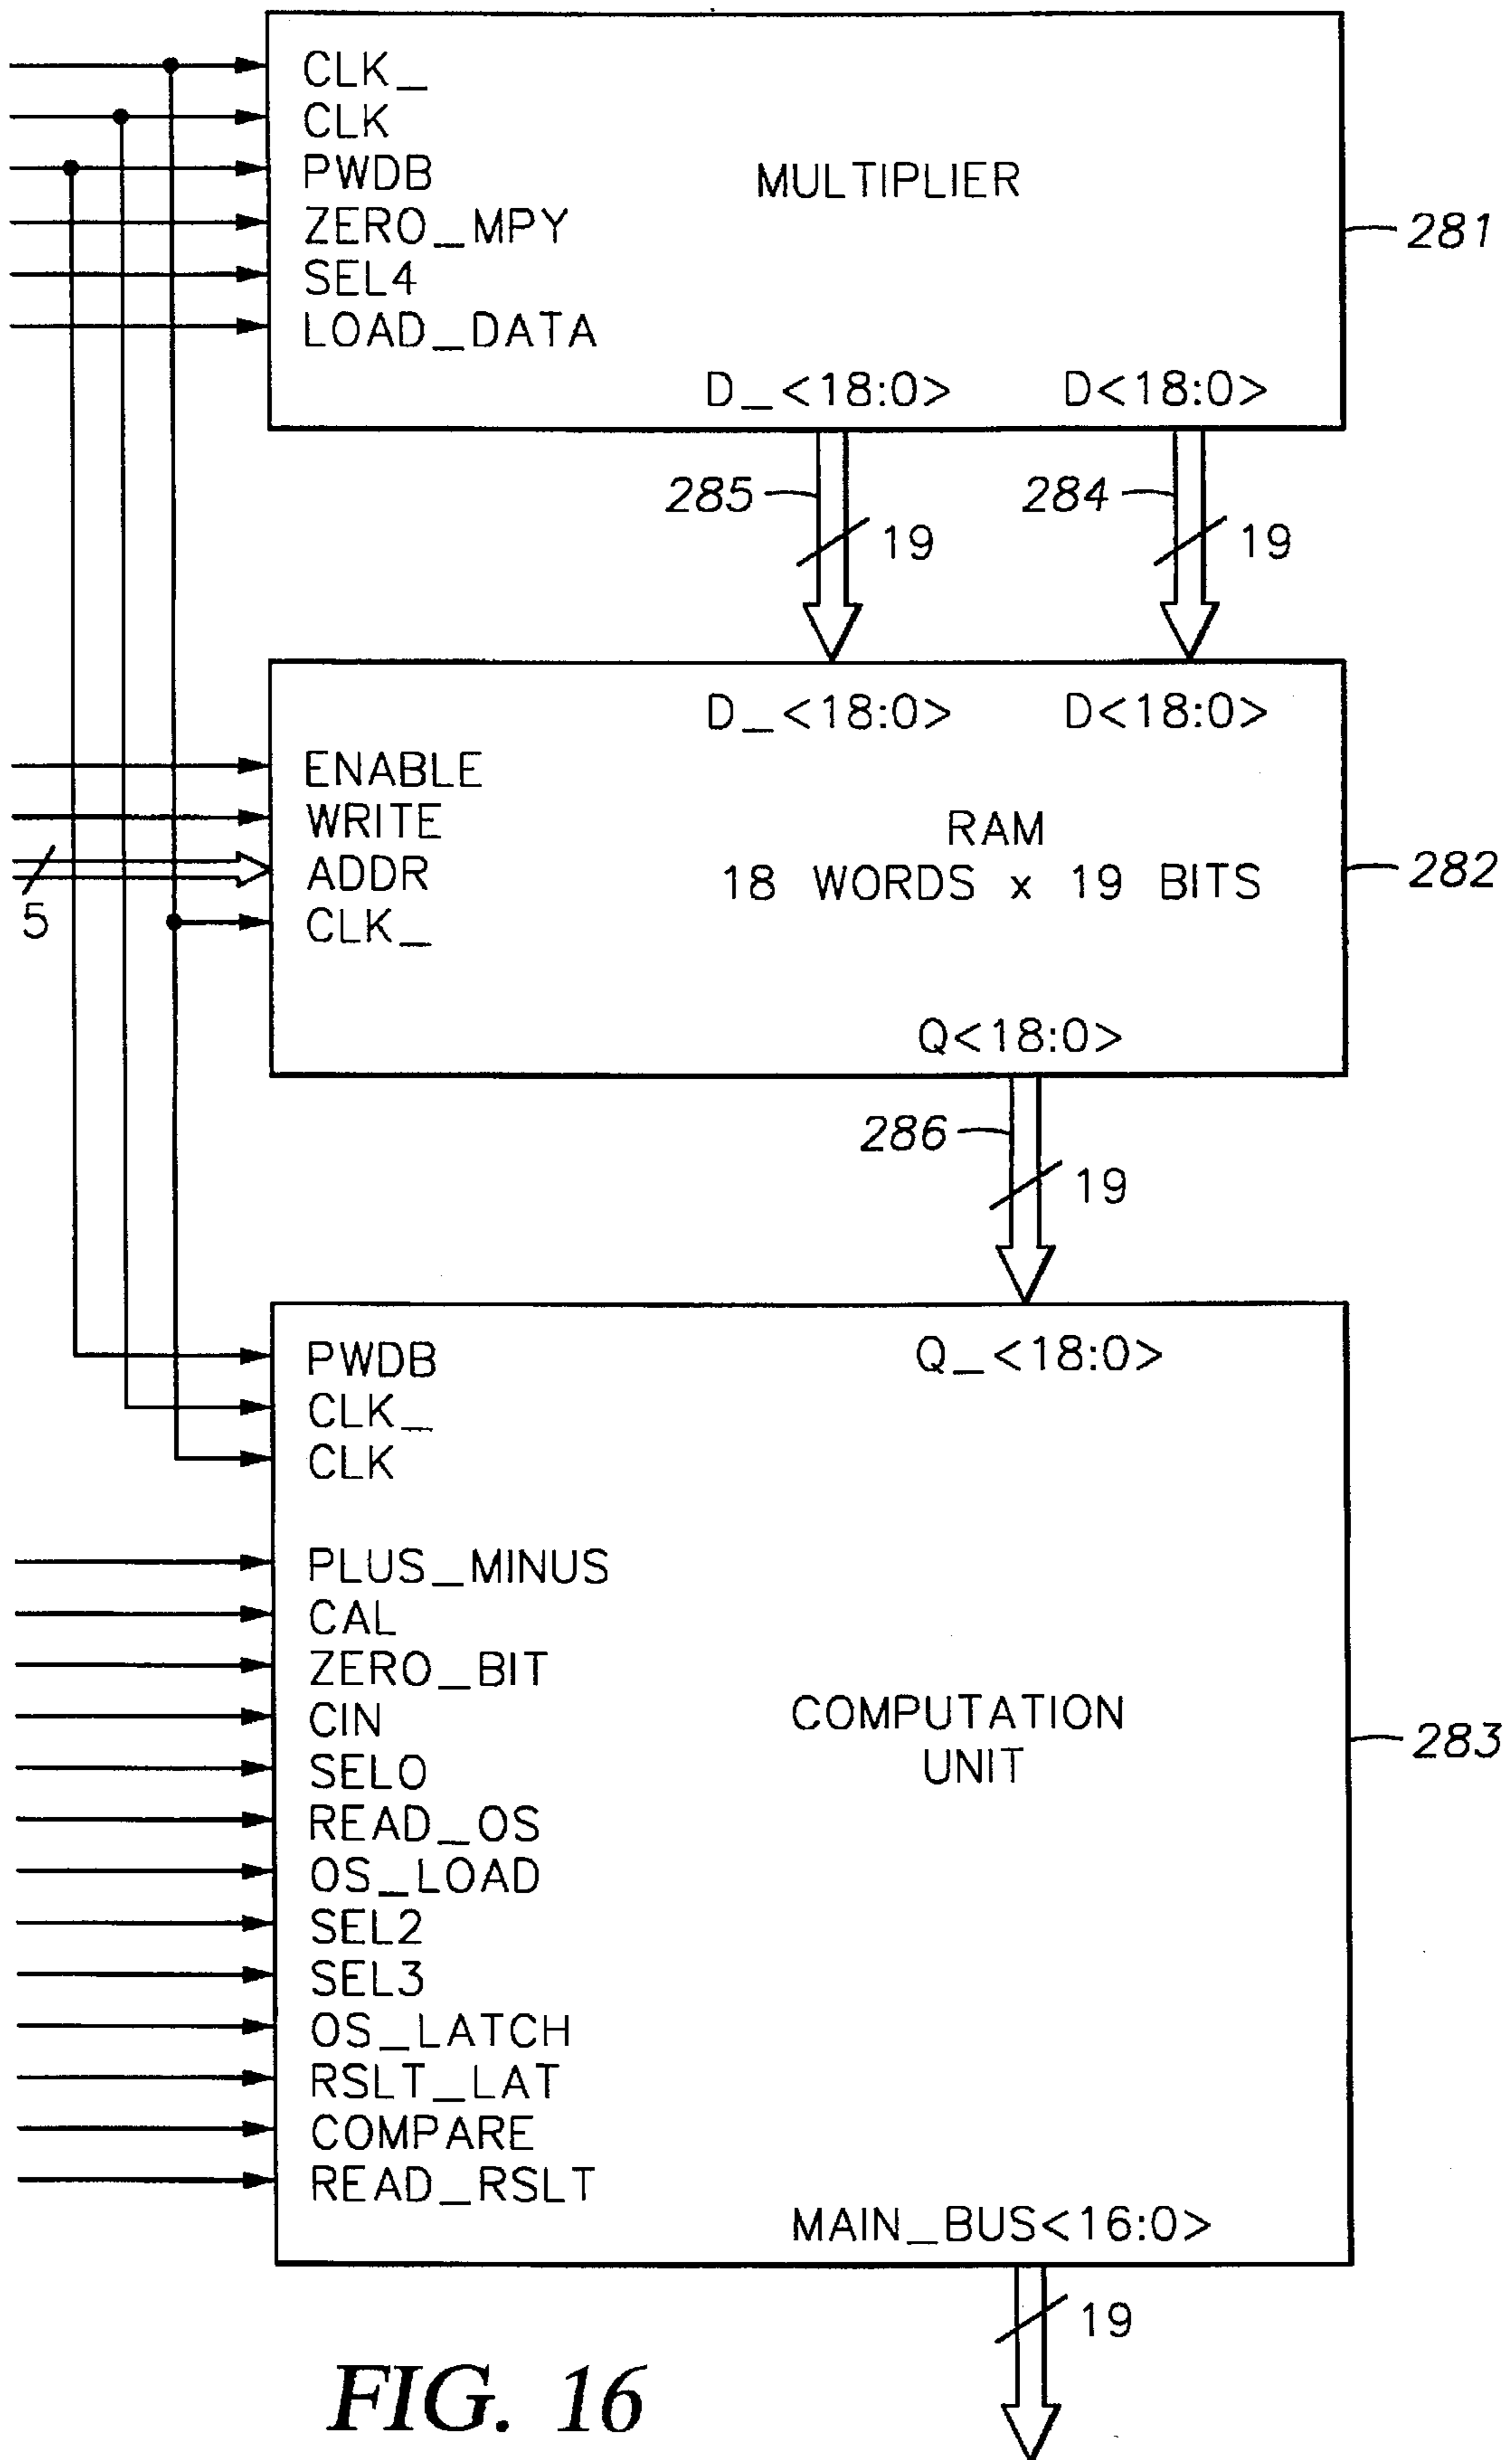 CLK_
CLK
PWDB
MULTIPLIER
ZERO_MPY
281
SEL4
LOAD_DATA
D_<18:0> D<18:0>
285 284
19 19
D_<18:0> D<18:0>
ENABLE
WRITE
RAM
ADDR
18 WORDS x 19 BITS
282
5
CLK_
Q<18:0>
286
19
PWDB
Q_<18:0>
CLK_
CLK
PLUS_MINUS
CAL
ZERO_BIT
CIN
COMPUTATION
UNIT
283
SEL0
READ_OS
OS_LOAD
SEL2
SEL3
OS_LATCH
RSLT_LAT
COMPARE
READ_RSLT
MAIN_BUS<16:0>
19
FIG. 16